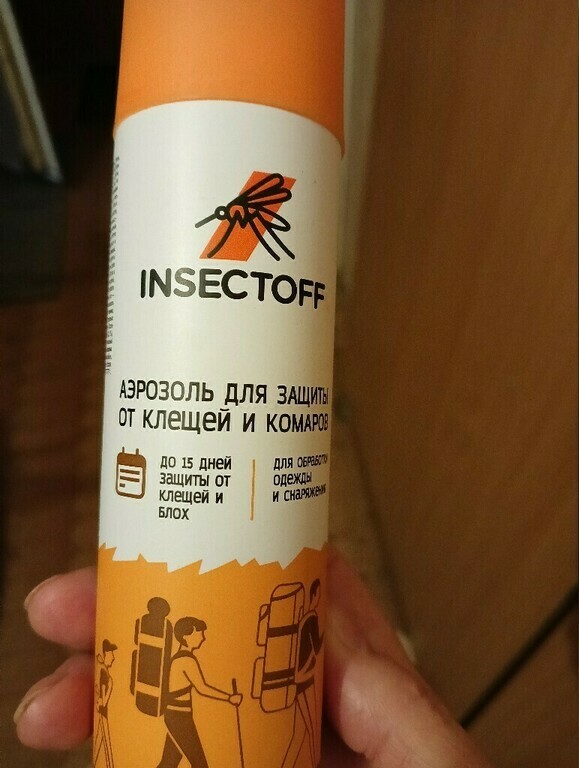 INSECTOFF
АЭРОЗОЛЬ ДЛЯ ЗАЩИТЫ
ОТ КЛЕЩЕЙ И КОМАРОВ
ДО 15 ДНЕЙ
ЗАЩИТЫ ОТ
КЛЕЩЕЙ И
БЛОХ
ДЛЯ ОБРАБОТКИ
ОДЕЖДЫ
И СНАРЯЖЕНИЯ